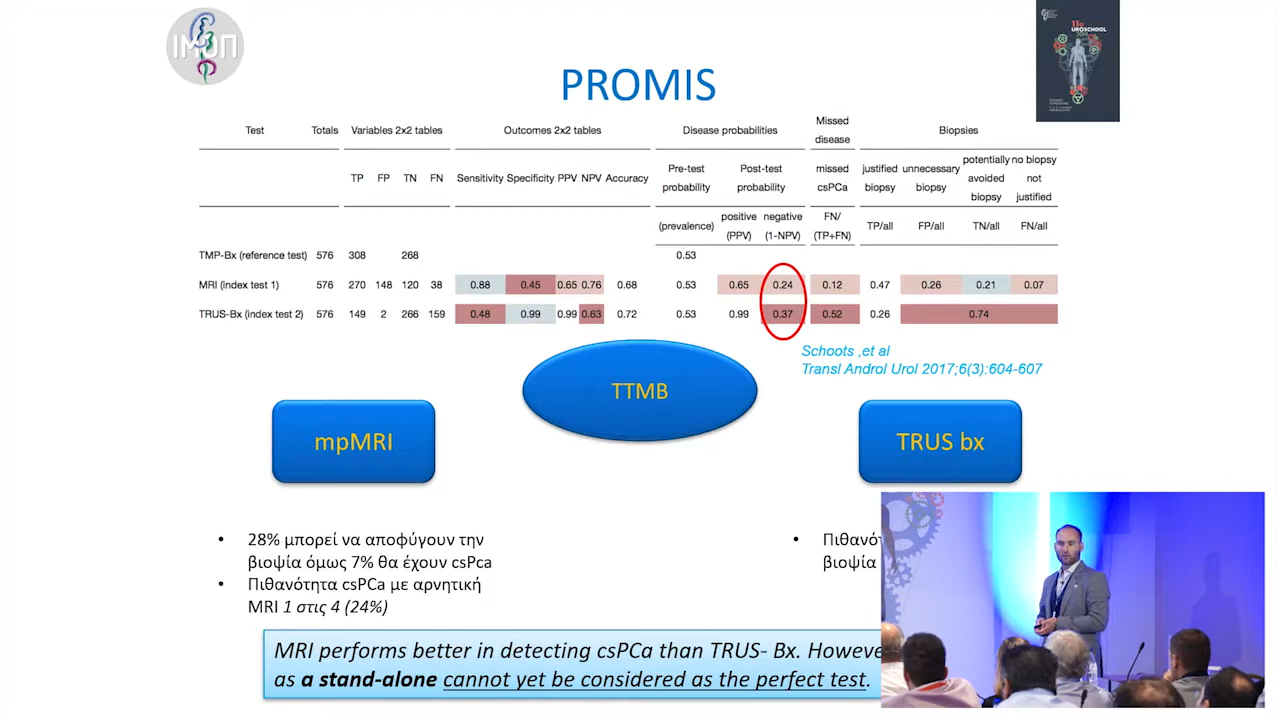 ΙΜΟΠ
11ο
UROSCHOOL
PROMIS
Test Totals Variables 2x2 tables Outcomes 2x2 tables Disease probabilities Missed disease Biopsies
TP FP TN FN Sensitivity Specificity PPV NPV Accuracy Pre-test probability Post-test probability missed csPCa justified biopsy unnecessary biopsy potentially avoided biopsy no biopsy not justified
(prevalence) positive (PPV) negative (1-NPV) FN/ (TP+FN) TP/all FP/all TN/all FN/all
TMP-Bx (reference test) 576 308 268 0.53
MRI (index test 1) 576 270 148 120 38 0.88 0.45 0.65 0.76 0.68 0.53 0.65 0.24 0.12 0.47 0.26 0.21 0.07
TRUS-Bx (index test 2) 576 149 2 266 159 0.48 0.99 0.99 0.63 0.72 0.53 0.99 0.37 0.52 0.26 0.74
Schoots ,et al
Transl Androl Urol 2017;6(3):604-607
TTMB
mpMRI
TRUS bx
• 28% μπορεί να αποφύγουν την
βιοψία όμως 7% θα έχουν csPca
• Πιθανότητα csPCa με αρνητική
MRI 1 στις 4 (24%)
•
βιοψία
MRI performs better in detecting csPCa than TRUS- Bx.
as a stand-alone cannot yet be considered as the perfect test.